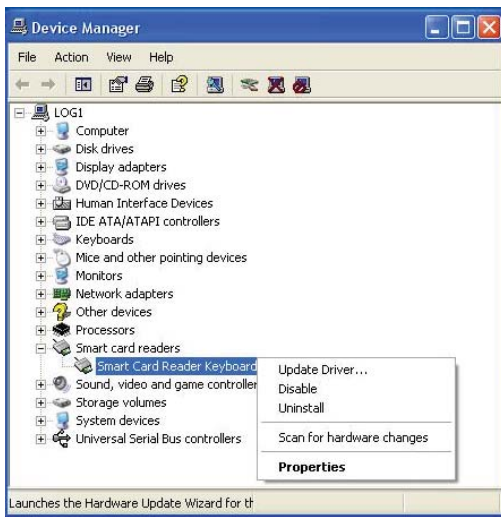 Device Manager
File Action View Help
LOG1
Computer
Disk drives
Display adapters
DVD/CD-ROM drives
Human Interface Devices
IDE ATA/ATAPI controllers
Keyboards
Mice and other pointing devices
Monitors
Network adapters
Other devices
Processors
Smart card readers
Smart Card Reader Keyboard
Update Driver...
Sound, video and game controller
Disable
Storage volumes
Uninstall
System devices
Scan for hardware changes
Universal Serial Bus controllers
Properties
Launches the Hardware Update Wizard for th